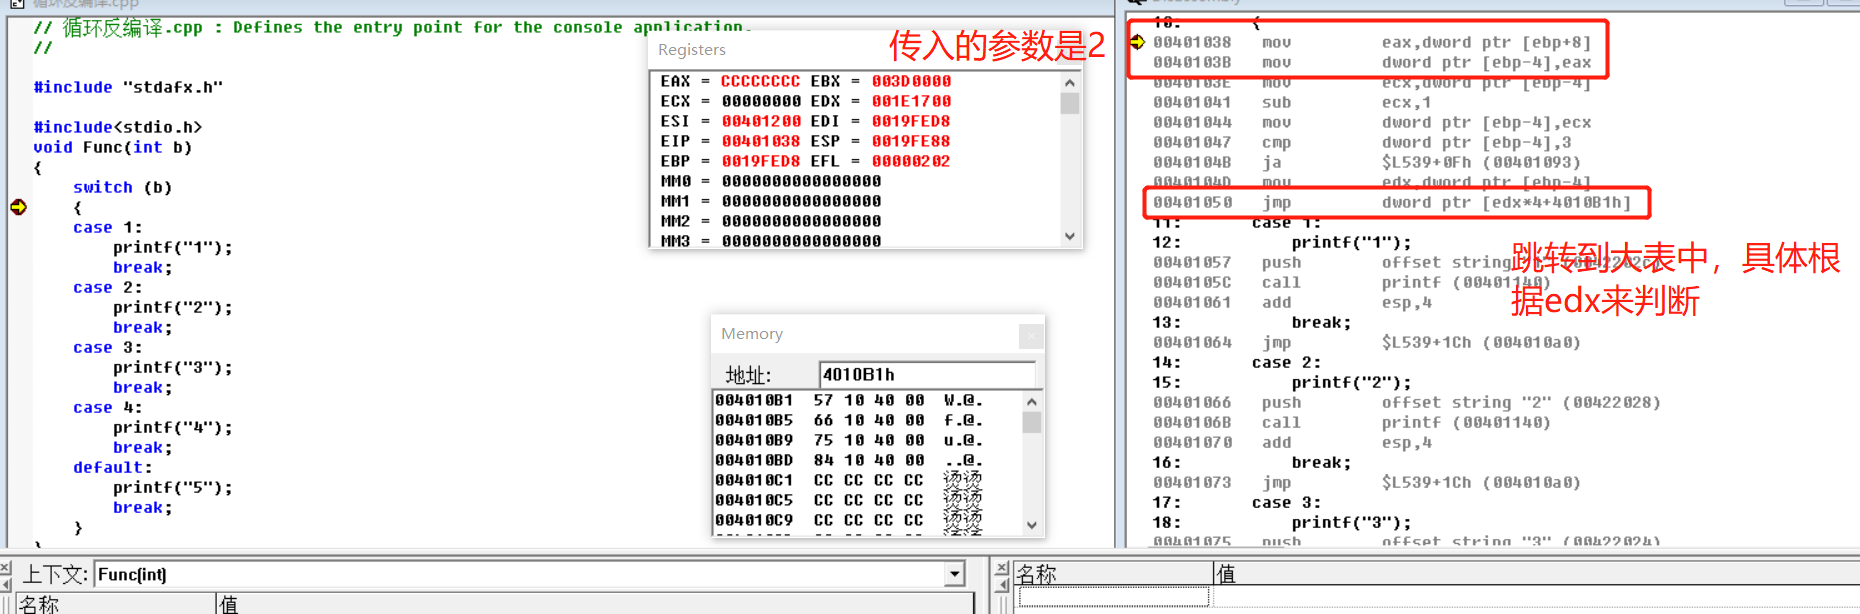 // 循环反编译.cpp : Defines the entry point for the console application.
//
#include "stdafx.h"
#include<stdio.h>
void Func(int b)
{
switch (b)
{
case 1:
printf("1");
break;
case 2:
printf("2");
break;
case 3:
printf("3");
break;
case 4:
printf("4");
break;
default:
printf("5");
break;
}
Registers
传入的参数是2
EAX = CCCCCCCC EBX = 003D0000
ECX = 00000000 EDX = 001E1700
ESI = 00401200 EDI = 0019FED8
EIP = 00401038 ESP = 0019FE88
EBP = 0019FED8 EFL = 00000202
MM0 = 0000000000000000
MM1 = 0000000000000000
MM2 = 0000000000000000
MM3 = 0000000000000000
Memory
地址: 4010B1h
004010B1 57 10 40 00 W.@.
004010B5 66 10 40 00 f.@.
004010B9 75 10 40 00 u.@.
004010BD 84 10 40 00 ..@.
004010C1 CC CC CC CC 烫烫
004010C5 CC CC CC CC 烫烫
004010C9 CC CC CC CC 烫烫
10: {
00401038 mov eax,dword ptr [ebp+8]
0040103B mov dword ptr [ebp-4],eax
0040103E mov ecx,dword ptr [ebp-4]
00401041 sub ecx,1
00401044 mov dword ptr [ebp-4],ecx
00401047 cmp dword ptr [ebp-4],3
0040104B ja $L539+0Fh (00401093)
0040104D mov edx,dword ptr [ebp-4]
00401050 jmp dword ptr [edx*4+4010B1h]
11: case 1:
12: printf("1");
00401057 push offset string
0040105C call printf (00401140)
00401061 add esp,4
跳转到大表中，具体根
据edx来判断
13: break;
00401064 jmp $L539+1Ch (004010a0)
14: case 2:
15: printf("2");
00401066 push offset string "2" (00422028)
0040106B call printf (00401140)
00401070 add esp,4
16: break;
00401073 jmp $L539+1Ch (004010a0)
17: case 3:
18: printf("3");
00401075 push offset string "3" (00422024)
上下文: Func(int)
名称 值
名称 值